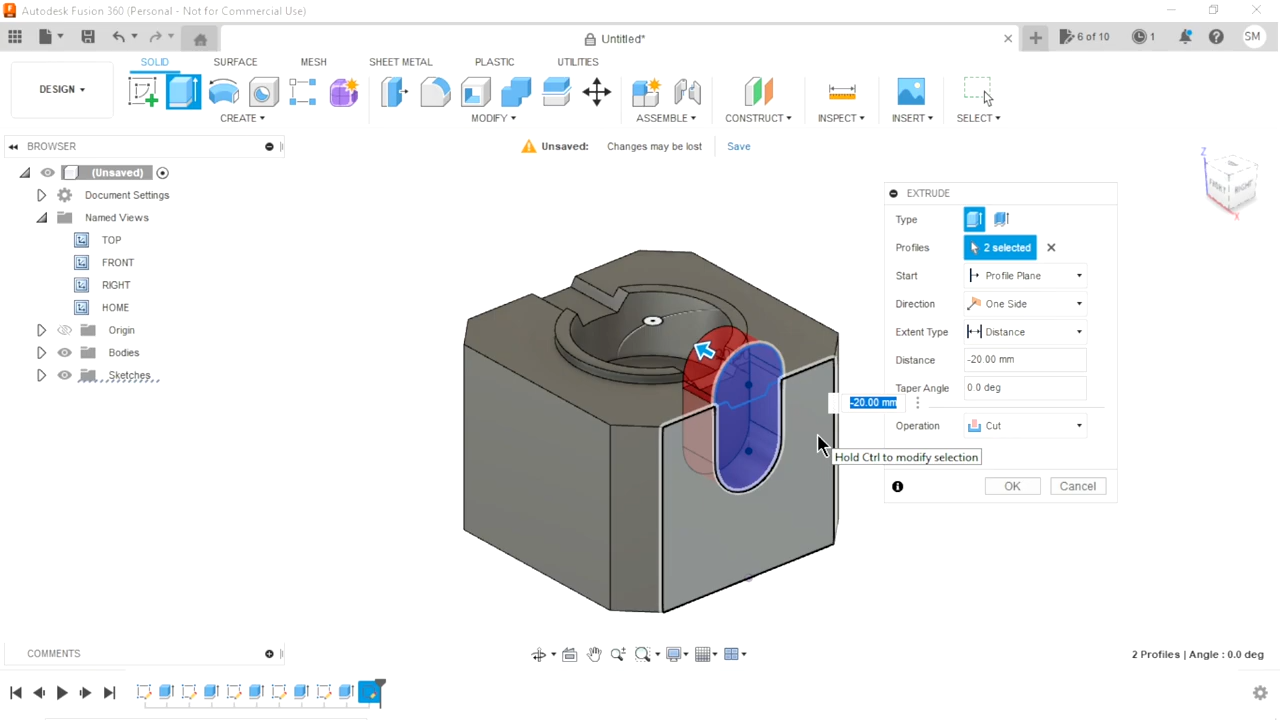 Autodesk Fusion 360 (Personal - Not for Commercial Use)
Untitled*
6 of 10
1
SM
DESIGN
SOLID
SURFACE
MESH
SHEET METAL
PLASTIC
UTILITIES
CREATE
MODIFY
ASSEMBLE
CONSTRUCT
INSPECT
INSERT
SELECT
BROWSER
Unsaved: Changes may be lost Save
(Unsaved)
Document Settings
Named Views
TOP
FRONT
RIGHT
HOME
Origin
Bodies
Sketches
Z
FRONT
RIGHT
X
EXTRUDE
Type
Profiles 2 selected
Start Profile Plane
Direction One Side
Extent Type Distance
Distance -20.00 mm
Taper Angle 0.0 deg
Operation Cut
OK Cancel
-20.00 mm
Hold Ctrl to modify selection
COMMENTS
2 Profiles | Angle : 0.0 deg